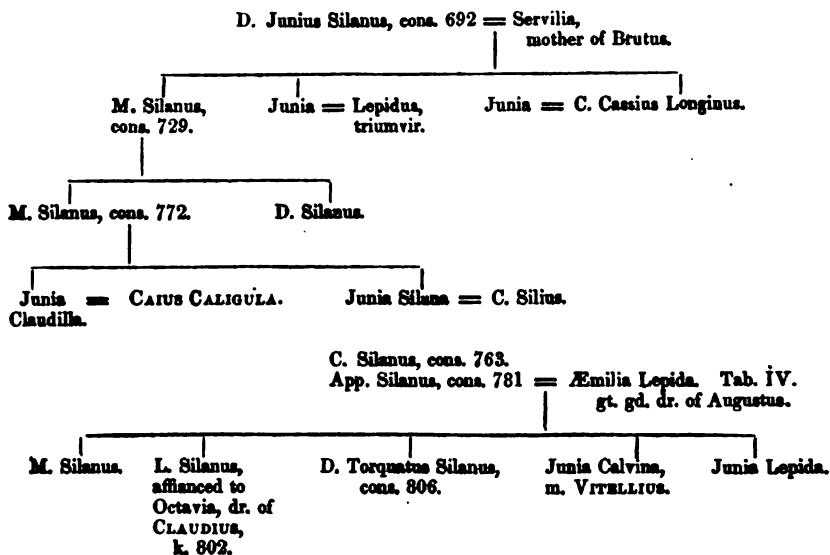 D. Junius Silanus, cons. 692 = Servilia,
mother of Brutus.
M. Silanus, Junia = Lepidus, Junia = C. Cassius Longinus.
cons. 729. triumvir.
M. Silanus, cons. 772. D. Silanus.
Junia = CAIUS CALIGULA. Junia Silana = C. Silius.
Claudilla.
C. Silanus, cons. 763.
App. Silanus, cons. 781 = Æmilia Lepida. Tab. IV.
gt. gd. dr. of Augustus.
M. Silanus. L. Silanus, D. Torquatus Silanus, Junia Calvina, Junia Lepida.
affianced to cons. 806. m. VITELLIUS.
Octavia, dr. of
CLAUDIUS,
k. 802.